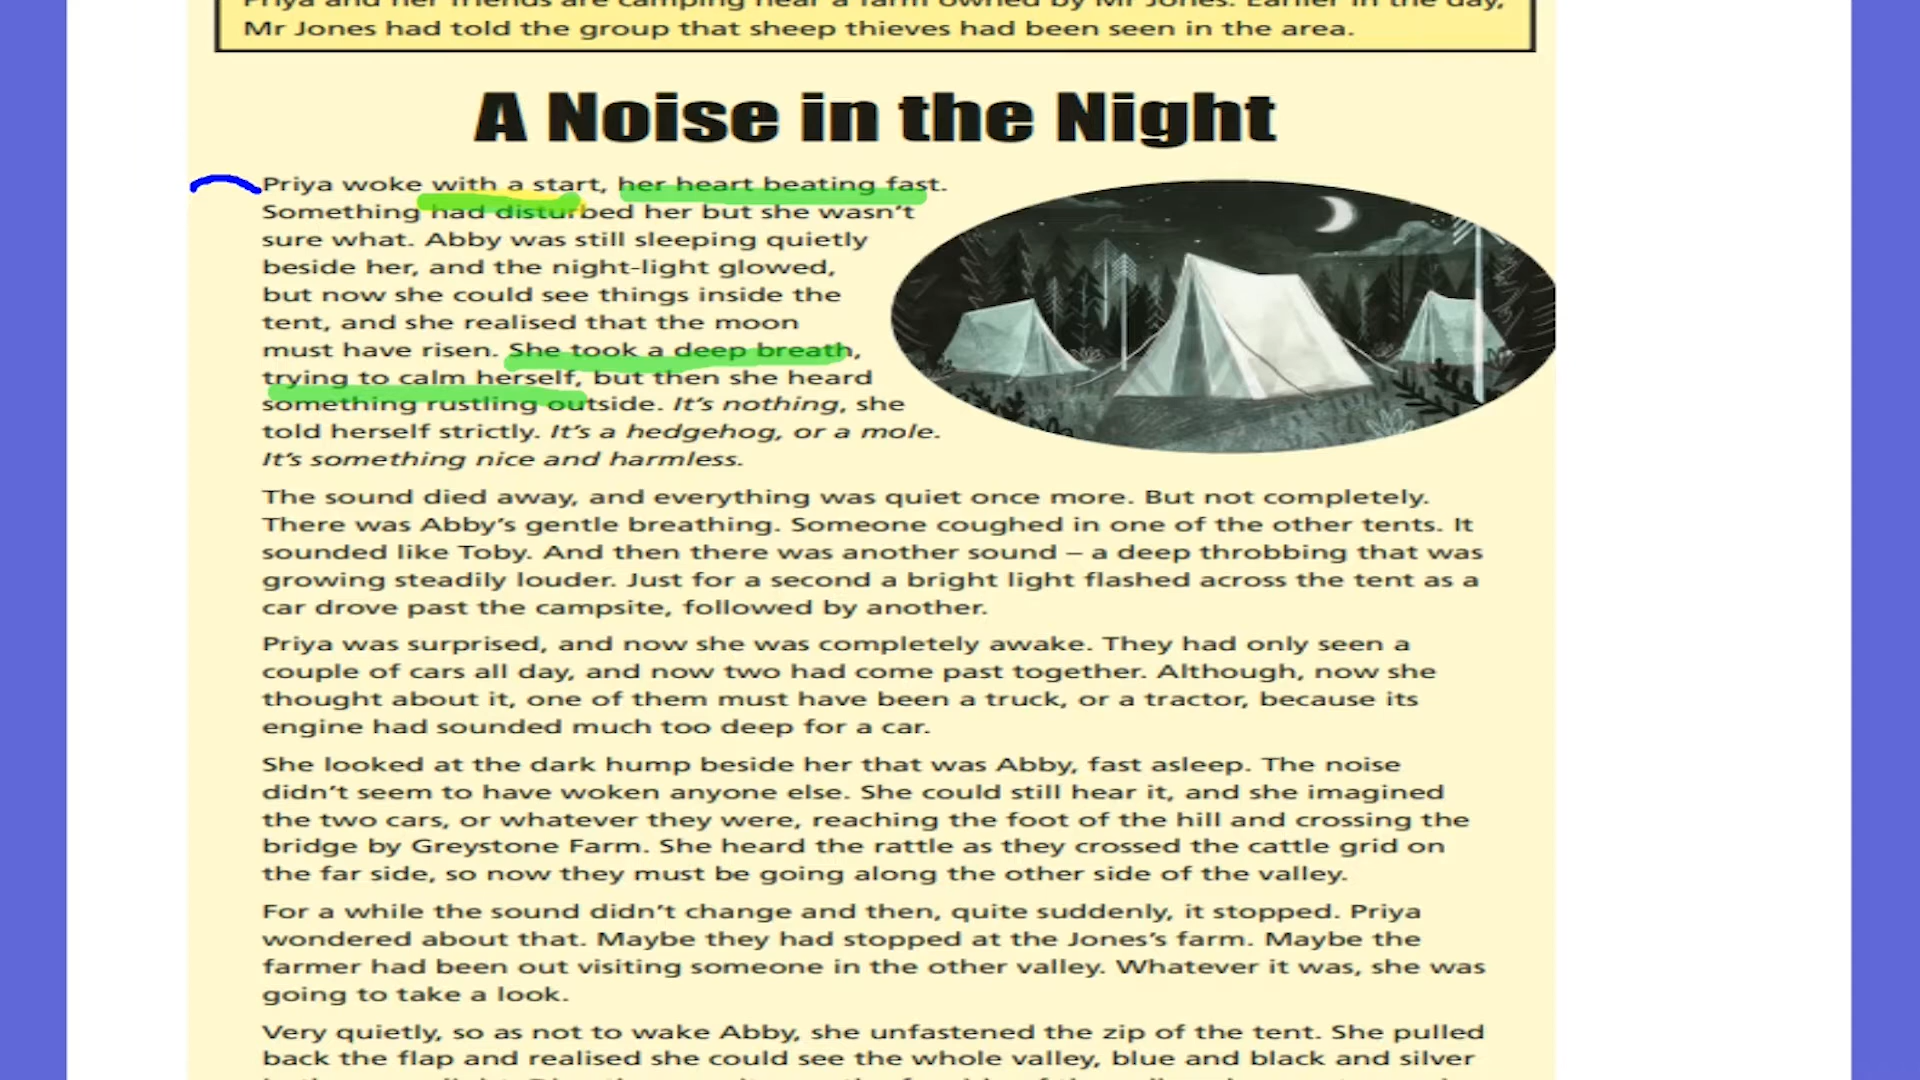 Priya and her friends are camping near a farm owned by Mr Jones. Earlier in the day,
Mr Jones had told the group that sheep thieves had been seen in the area.
A Noise in the Night
Priya woke with a start, her heart beating fast.
Something had disturbed her but she wasn't
sure what. Abby was still sleeping quietly
beside her, and the night-light glowed,
but now she could see things inside the
tent, and she realised that the moon
must have risen. She took a deep breath,
trying to calm herself, but then she heard
something rustling outside. It's nothing, she
told herself strictly. It's a hedgehog, or a mole.
It's something nice and harmless.
The sound died away, and everything was quiet once more. But not completely.
There was Abby's gentle breathing. Someone coughed in one of the other tents. It
sounded like Toby. And then there was another sound – a deep throbbing that was
growing steadily louder. Just for a second a bright light flashed across the tent as a
car drove past the campsite, followed by another.
Priya was surprised, and now she was completely awake. They had only seen a
couple of cars all day, and now two had come past together. Although, now she
thought about it, one of them must have been a truck, or a tractor, because its
engine had sounded much too deep for a car.
She looked at the dark hump beside her that was Abby, fast asleep. The noise
didn't seem to have woken anyone else. She could still hear it, and she imagined
the two cars, or whatever they were, reaching the foot of the hill and crossing the
bridge by Greystone Farm. She heard the rattle as they crossed the cattle grid on
the far side, so now they must be going along the other side of the valley.
For a while the sound didn't change and then, quite suddenly, it stopped. Priya
wondered about that. Maybe they had stopped at the Jones's farm. Maybe the
farmer had been out visiting someone in the other valley. Whatever it was, she was
going to take a look.
Very quietly, so as not to wake Abby, she unfastened the zip of the tent. She pulled
back the flap and realised she could see the whole valley, blue and black and silver